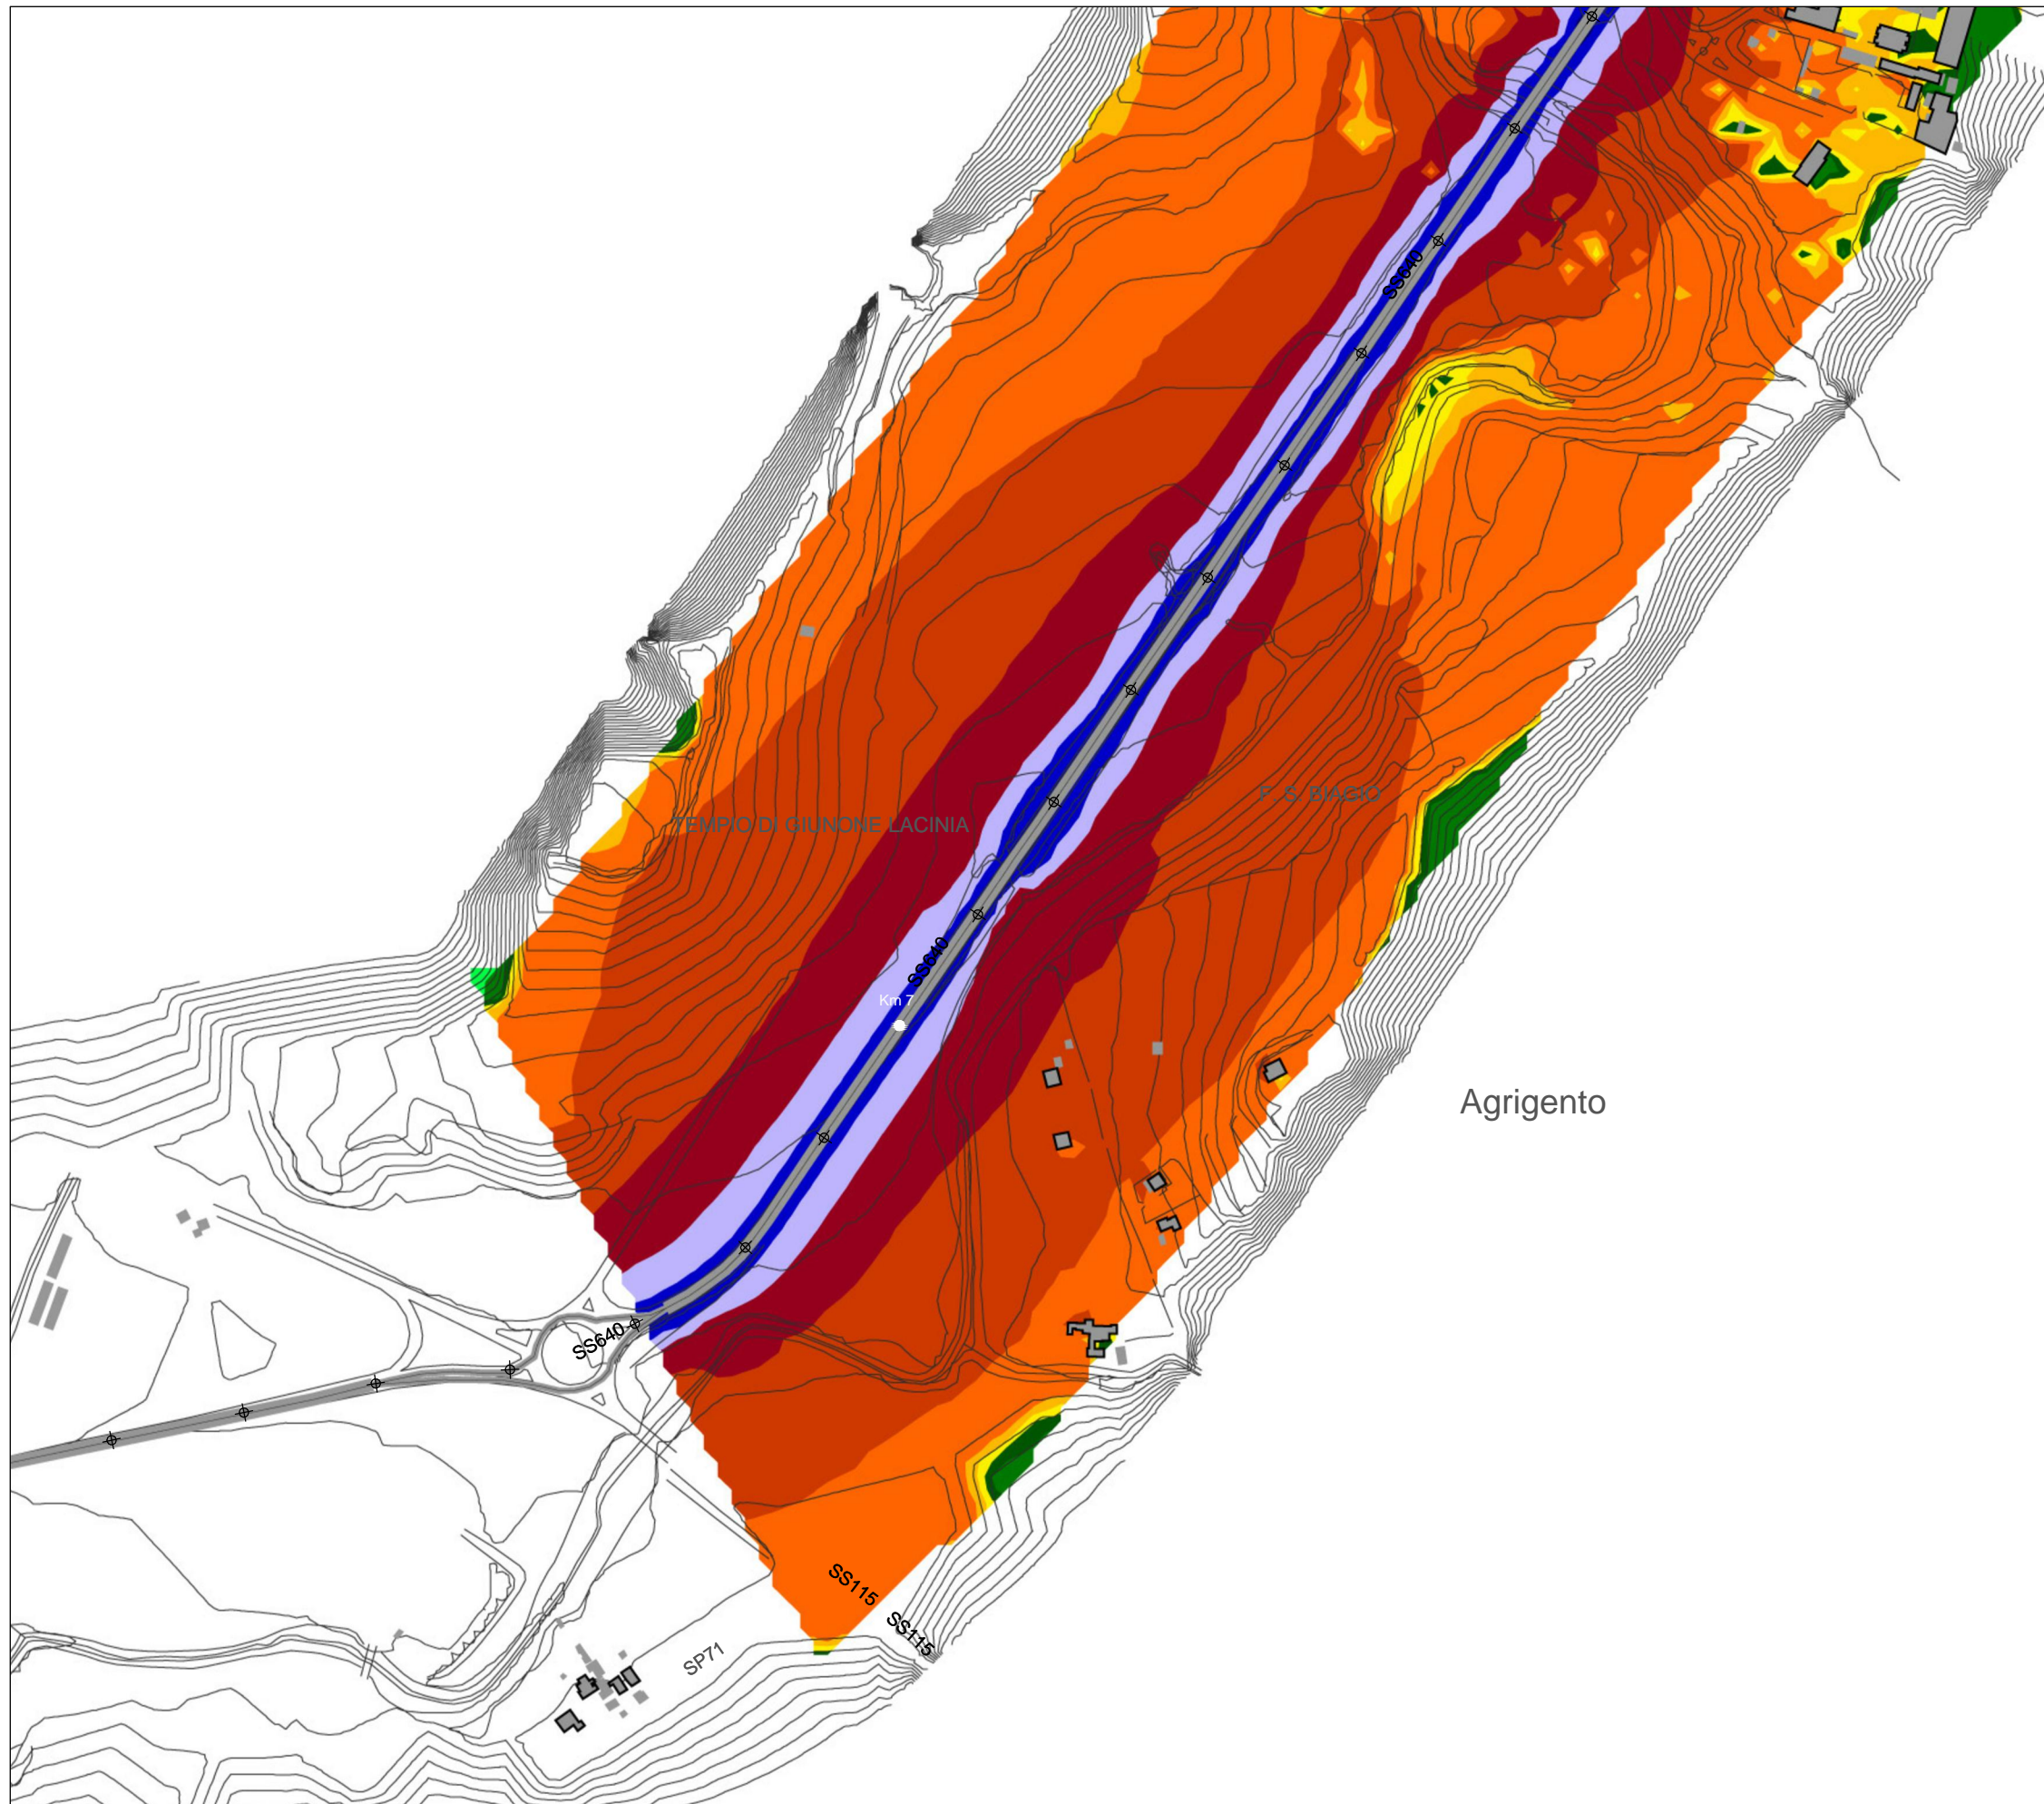 SS640
F. S. BIAGIO
TEMPIO DI GIUNONE LACINIA
SS640
Km 7
Agrigento
SS640
SS115
SS115
SP71